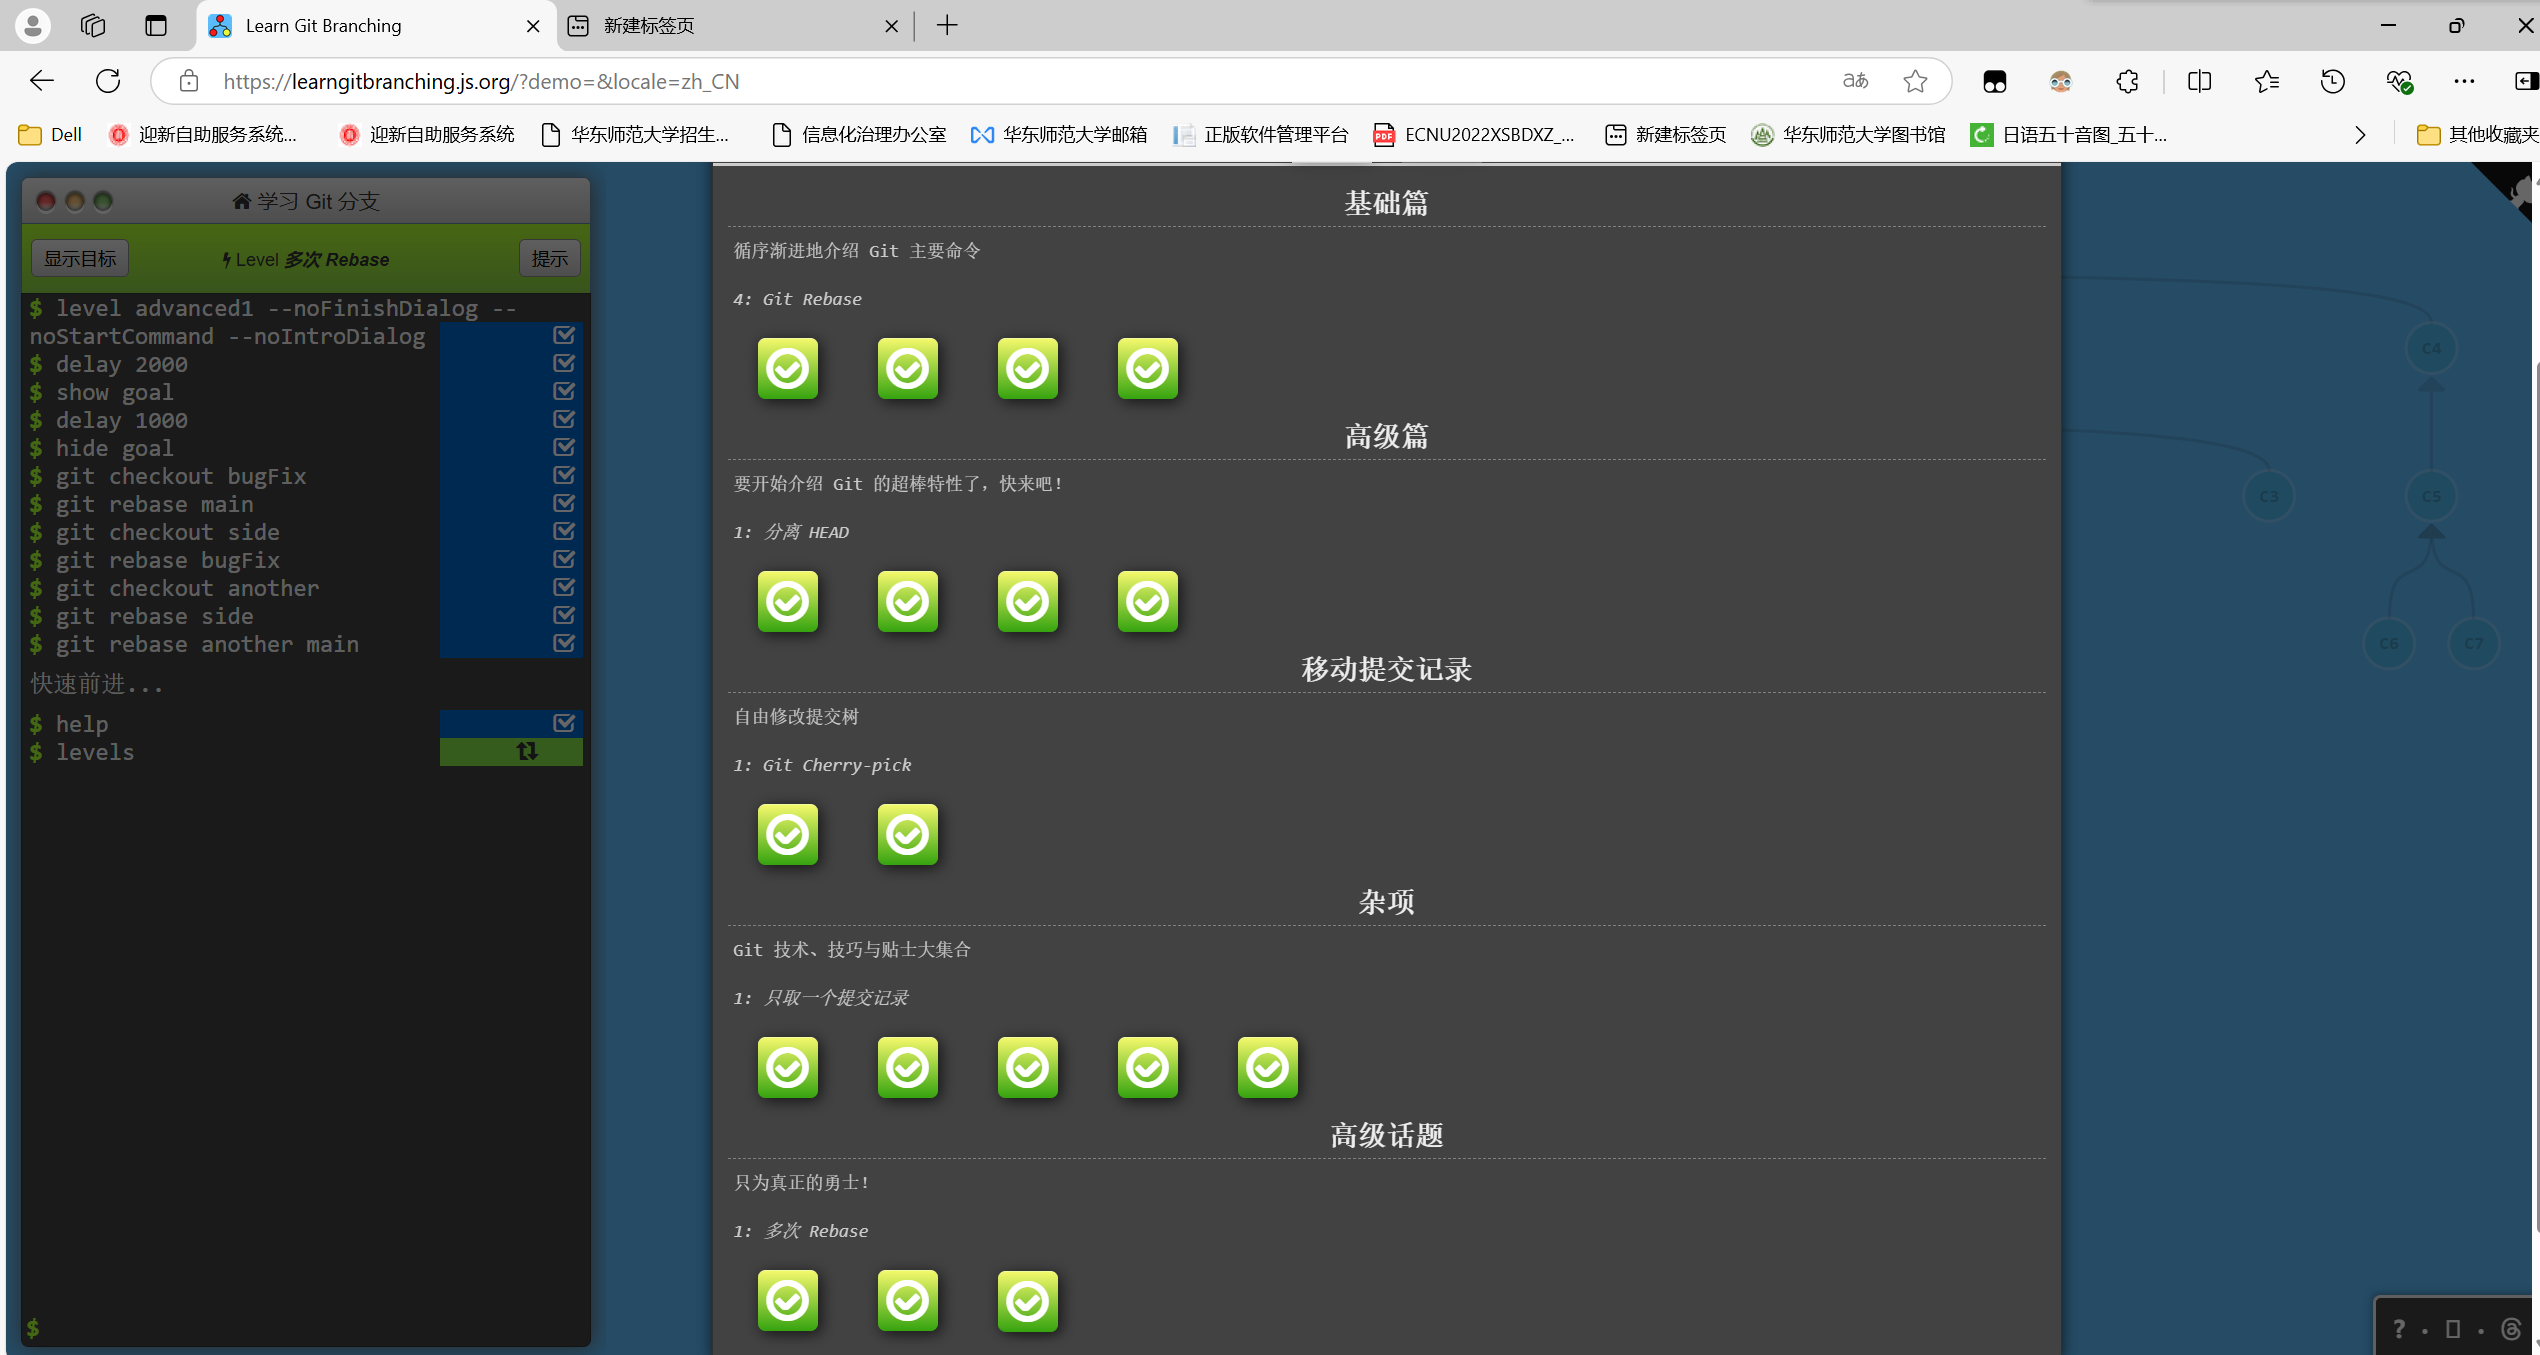 Learn Git Branching
新建标签页
https://learngitbranching.js.org/?demo=&locale=zh_CN
Dell
迎新自助服务系统...
迎新自助服务系统
华东师范大学招生...
信息化治理办公室
华东师范大学邮箱
正版软件管理平台
ECNU2022XSBDXZ_...
新建标签页
华东师范大学图书馆
日语五十音图_五十...
其他收藏夹
学习 Git 分支
显示目标
Level 多次 Rebase
提示
$ level advanced1 --noFinishDialog --
noStartCommand --noIntroDialog
$ delay 2000
$ show goal
$ delay 1000
$ hide goal
$ git checkout bugFix
$ git rebase main
$ git checkout side
$ git rebase bugFix
$ git checkout another
$ git rebase side
$ git rebase another main
快速前进...
$ help
$ levels
$
基础篇
循序渐进地介绍 Git 主要命令
4: Git Rebase
高级篇
要开始介绍 Git 的超棒特性了，快来吧！
1: 分离 HEAD
移动提交记录
自由修改提交树
1: Git Cherry-pick
杂项
Git 技术、技巧与贴士大集合
1: 只取一个提交记录
高级话题
只为真正的勇士！
1: 多次 Rebase
C4
C3
C5
C6
C7